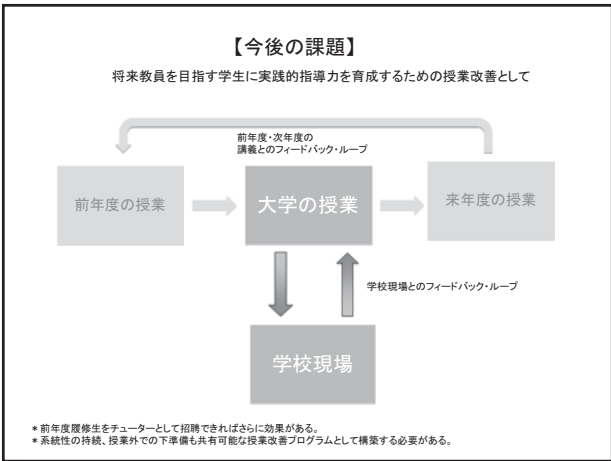 【今後の課題】
将来教員を目指す学生に実践的指導力を育成するための授業改善として
前年度・次年度の
講義とのフィードバック・ループ
前年度の授業
大学の授業
来年度の授業
学校現場とのフィードバック・ループ
学校現場
＊前年度履修生をチューターとして招聘できればさらに効果がある。
＊系統性の持続、授業外での下準備も共有可能な授業改善プログラムとして構築する必要がある。